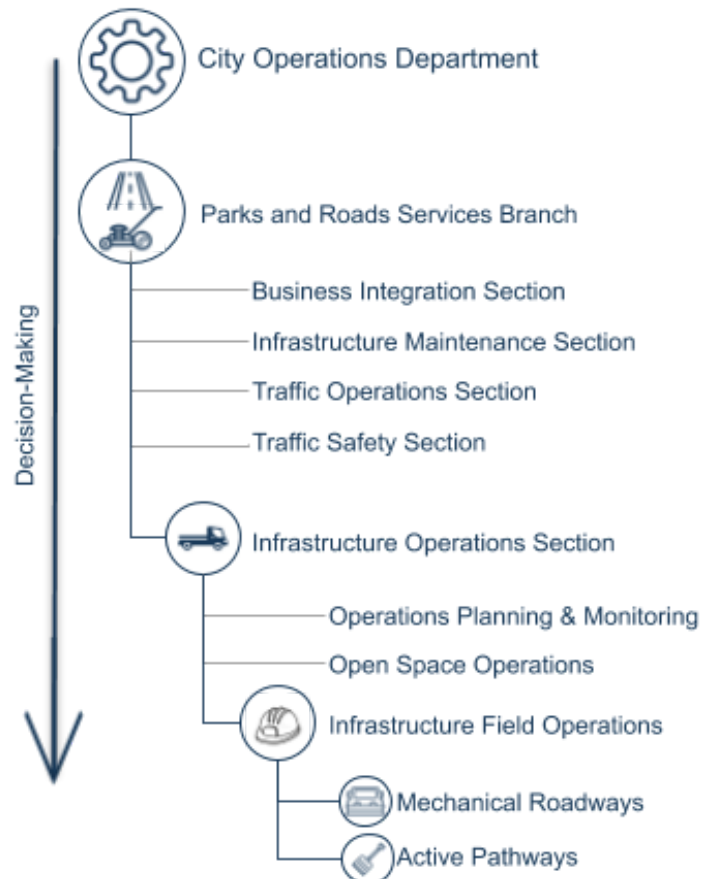 City Operations Department
Parks and Roads Services Branch
Business Integration Section
Infrastructure Maintenance Section
Traffic Operations Section
Traffic Safety Section
Decision-Making
Infrastructure Operations Section
Operations Planning & Monitoring
Open Space Operations
Infrastructure Field Operations
Mechanical Roadways
Active Pathways